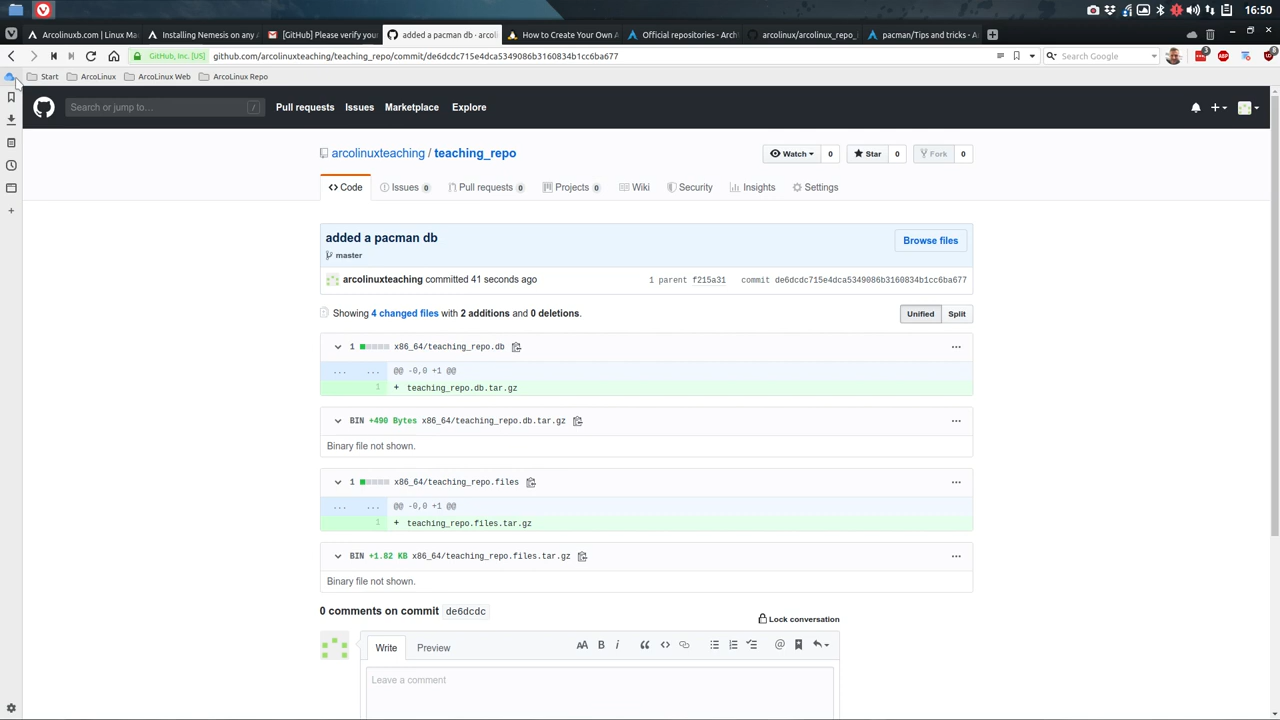 16:50
Arcolinuxb.com | Linux Ma
Installing Nemesis on any
[GitHub] Please verify your
added a pacman db · arcoli
How to Create Your Own A
Official repositories - Arch
arcolinux/arcolinux_repo_
pacman/Tips and tricks - A
GitHub, Inc. [US]
github.com/arcolinuxteaching/teaching_repo/commit/de6dcdc715e4dca5349086b3160834b1cc6ba677
Search Google
Start
ArcoLinux
ArcoLinux Web
ArcoLinux Repo
Search or jump to…
/
Pull requests
Issues
Marketplace
Explore
arcolinuxteaching / teaching_repo
Watch
0
Star
0
Fork
0
Code
Issues 0
Pull requests 0
Projects 0
Wiki
Security
Insights
Settings
added a pacman db
master
Browse files
arcolinuxteaching committed 41 seconds ago
1 parent f215a31
commit de6dcdc715e4dca5349086b3160834b1cc6ba677
Showing 4 changed files with 2 additions and 0 deletions.
Unified
Split
1 x86_64/teaching_repo.db
... ... @@ -0,0 +1 @@
1 + teaching_repo.db.tar.gz
BIN +490 Bytes x86_64/teaching_repo.db.tar.gz
Binary file not shown.
1 x86_64/teaching_repo.files
... ... @@ -0,0 +1 @@
1 + teaching_repo.files.tar.gz
BIN +1.82 KB x86_64/teaching_repo.files.tar.gz
Binary file not shown.
0 comments on commit de6dcdc
Lock conversation
Write
Preview
Leave a comment